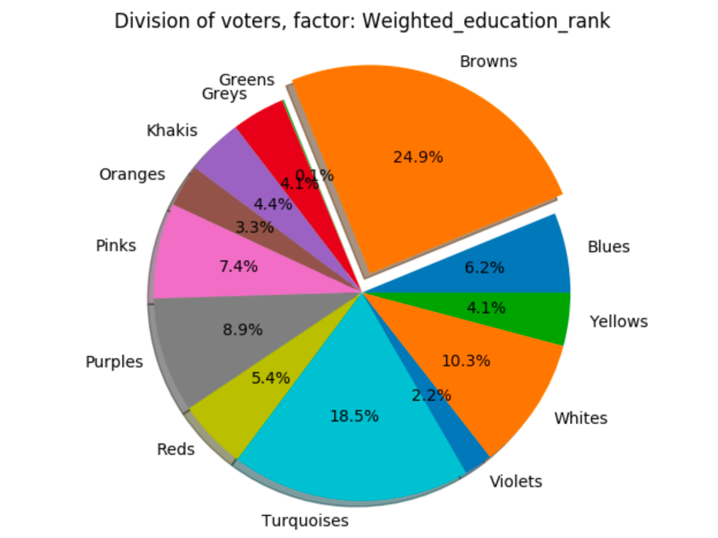 Division of voters, factor: Weighted_education_rank
Browns
24.9%
Greens
0.1%
Greys
4.1%
Khakis
4.4%
Oranges
3.3%
Pinks
7.4%
Purples
8.9%
Reds
5.4%
Turquoises
18.5%
Violets
2.2%
Whites
10.3%
Yellows
4.1%
Blues
6.2%